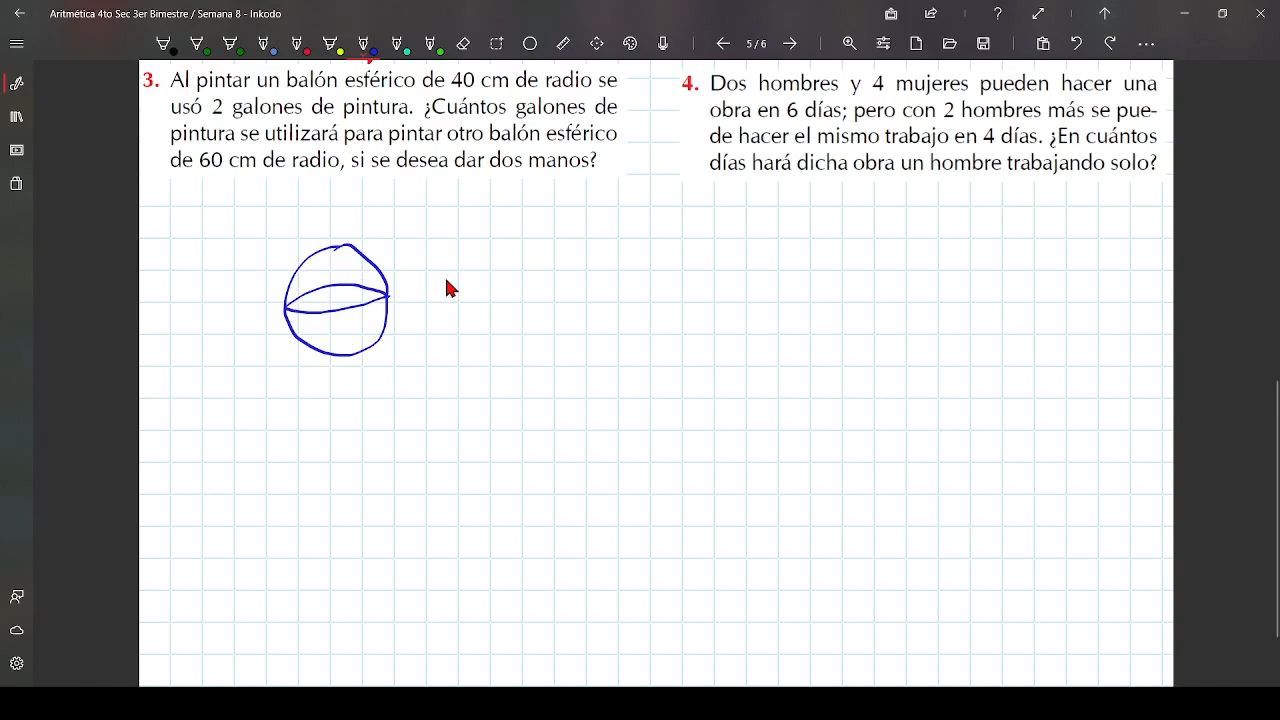 Aritmética 4to Sec 3er Bimestre / Semana 8 - Inkodo
5/6
3. Al pintar un balón esférico de 40 cm de radio se
usó 2 galones de pintura. ¿Cuántos galones de
pintura se utilizará para pintar otro balón esférico
de 60 cm de radio, si se desea dar dos manos?
4. Dos hombres y 4 mujeres pueden hacer una
obra en 6 días; pero con 2 hombres más se pue-
de hacer el mismo trabajo en 4 días. ¿En cuántos
días hará dicha obra un hombre trabajando solo?